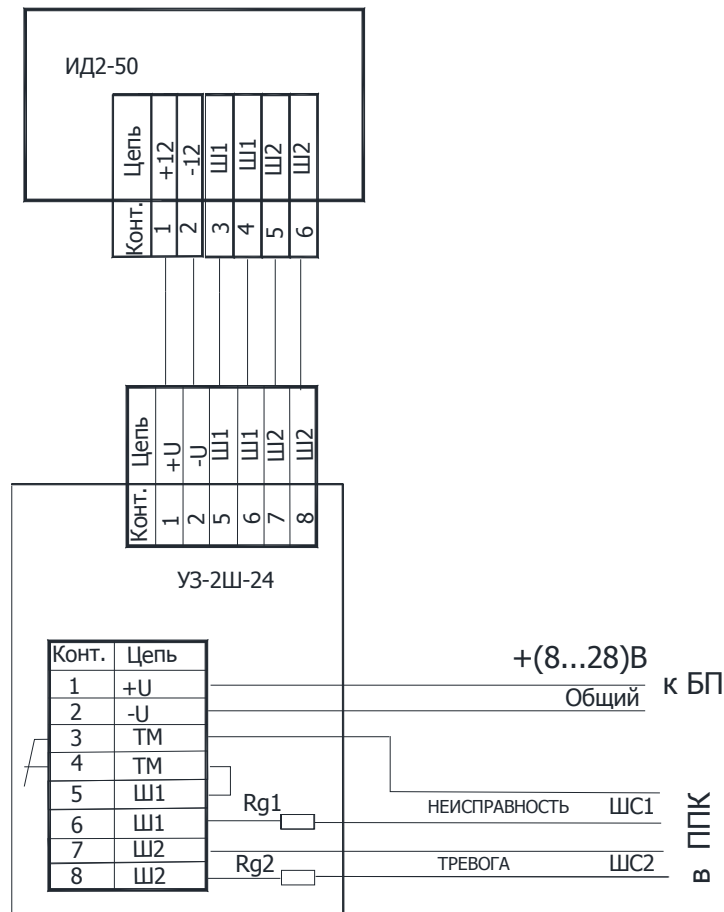 ИД2-50
Цепь +12 -12 Ш1 Ш1 Ш2 Ш2
Конт. 1 2 3 4 5 6
Цепь +U -U Ш1 Ш1 Ш2 Ш2
Конт. 1 2 5 6 7 8
УЗ-2Ш-24
Конт. Цепь
1 +U
2 -U
3 ТМ
4 ТМ
5 Ш1
6 Ш1
7 Ш2
8 Ш2
+(8...28)В
Общий
к БП
Rg1
НЕИСПРАВНОСТЬ ШС1
Rg2
ТРЕВОГА ШС2
в ППК